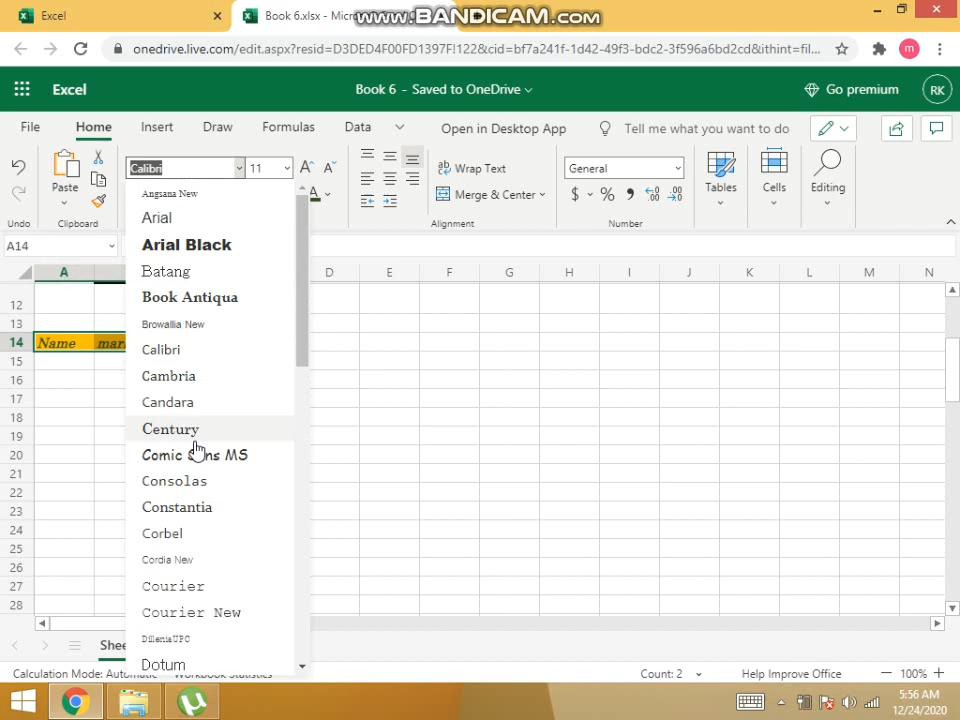 Excel
Book 6.xlsx - Micros
www.BANDICAM.com
onedrive.live.com/edit.aspx?resid=D3DED4F00FD1397F!122&cid=bf7a241f-1d42-49f3-bdc2-3f596a6bd2cd&ithint=fil...
m
Excel
Book 6 - Saved to OneDrive
Go premium
RK
File Home Insert Draw Formulas Data Open in Desktop App Tell me what you want to do
Calibri 11 Wrap Text General
Paste Merge & Center $ % Tables Cells Editing
Undo Clipboard Alignment Number
A14
A D E F G H I J K L M N
12
13
14 Name
15
16
17
18
19
20
21
22
23
24
25
26
27
28
Angsana New
Arial
Arial Black
Batang
Book Antiqua
Browallia New
Calibri
Cambria
Candara
Century
Comic Sans MS
Consolas
Constantia
Corbel
Cordia New
Courier
Courier New
DilleniaUPC
Dotum
Shee
Calculation Mode: Automatic Workbook Statistics Count: 2 Help Improve Office 100%
5:56 AM
12/24/2020